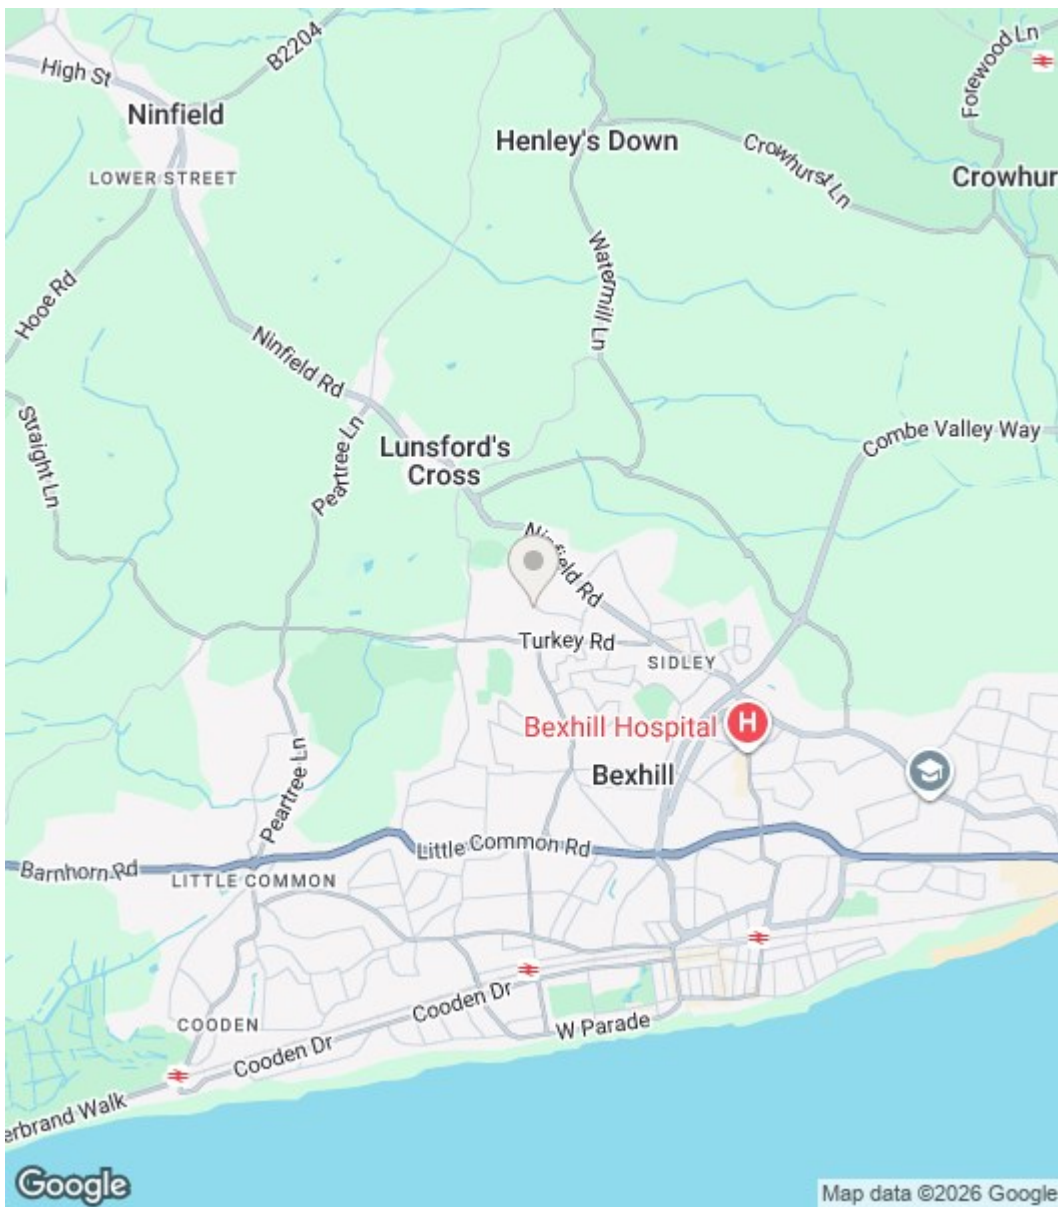 B2204
Forewood Ln
High St
Ninfield
Henley's Down
Crowhurst Ln
LOWER STREET
Crowhur
Hooe Rd
Watermill Ln
Ninfield Rd
Straight Ln
Peartree Ln
Lunsford's
Cross
Combe Valley Way
Ninfield Rd
Turkey Rd
SIDLEY
Bexhill Hospital
H
Bexhill
Peartree Ln
Little Common Rd
Barnhorn Rd
LITTLE COMMON
Cooden Dr
COODEN
W Parade
Cooden Dr
erbrand Walk
Google
Map data ©2026 Google